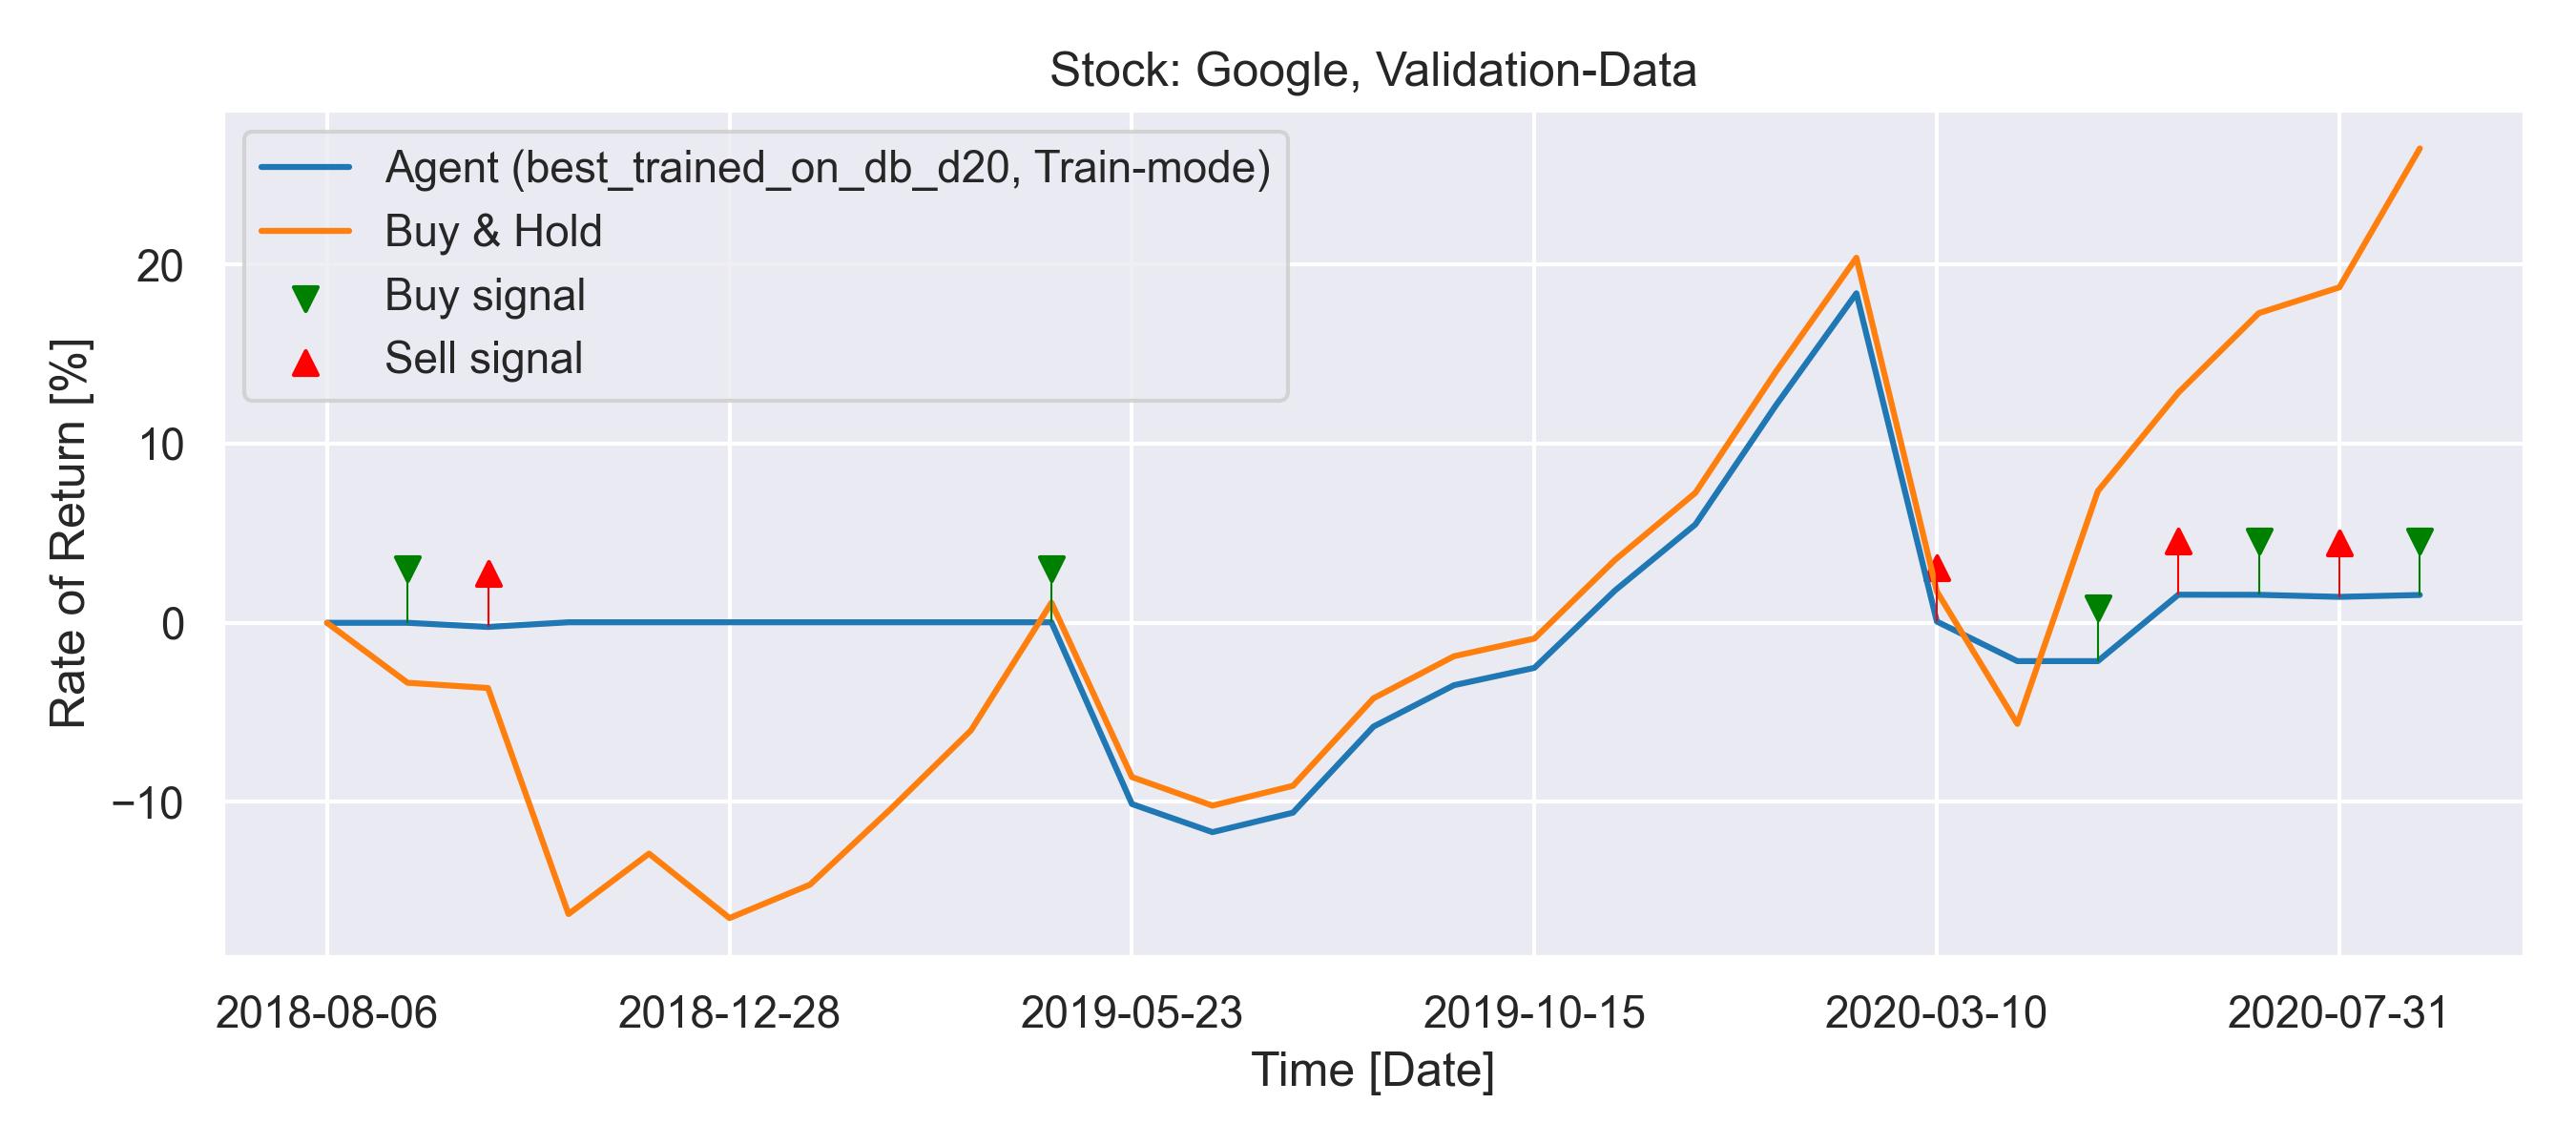 Stock: Google, Validation-Data
Agent (best_trained_on_db_d20, Train-mode)
Buy & Hold
Buy signal
Sell signal
Rate of Return [%]
20
10
0
−10
2018-08-06
2018-12-28
2019-05-23
2019-10-15
2020-03-10
2020-07-31
Time [Date]